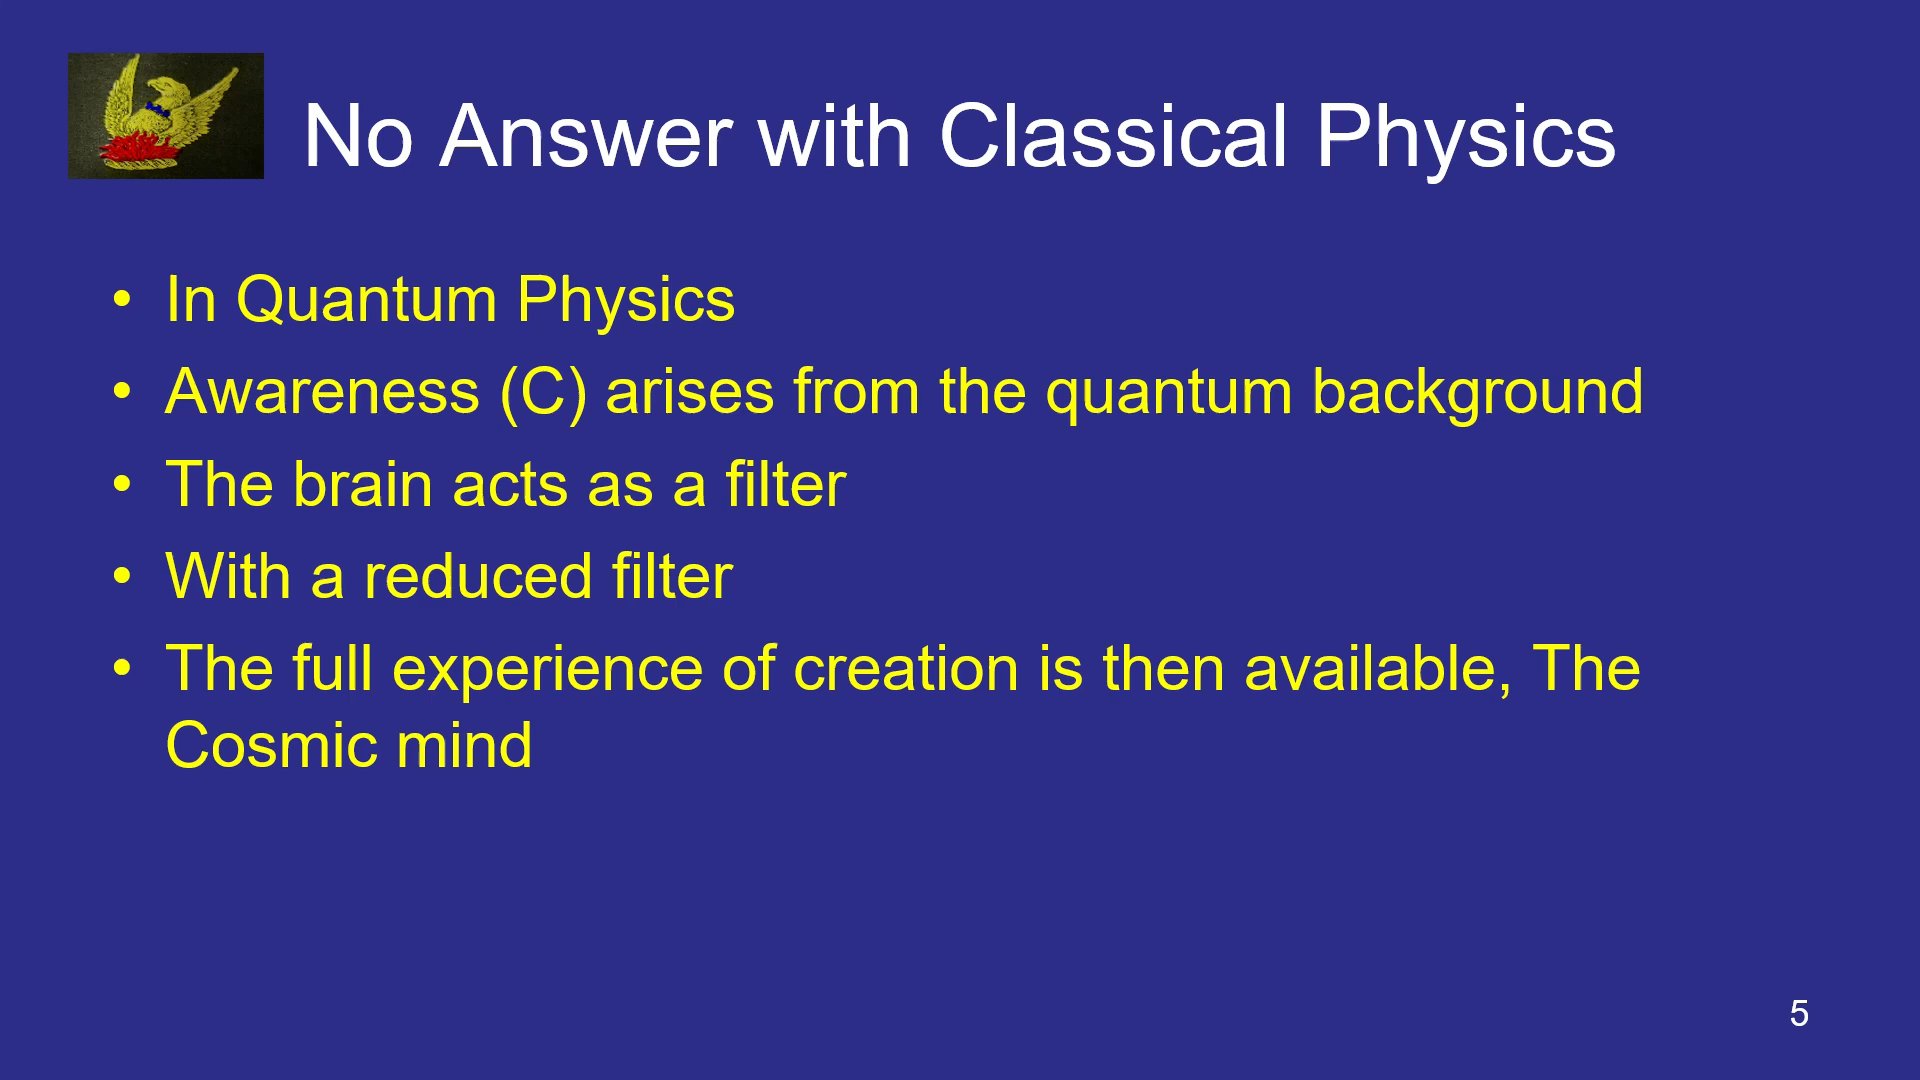 No Answer with Classical Physics
• In Quantum Physics
• Awareness (C) arises from the quantum background
• The brain acts as a filter
• With a reduced filter
• The full experience of creation is then available, The
Cosmic mind
5